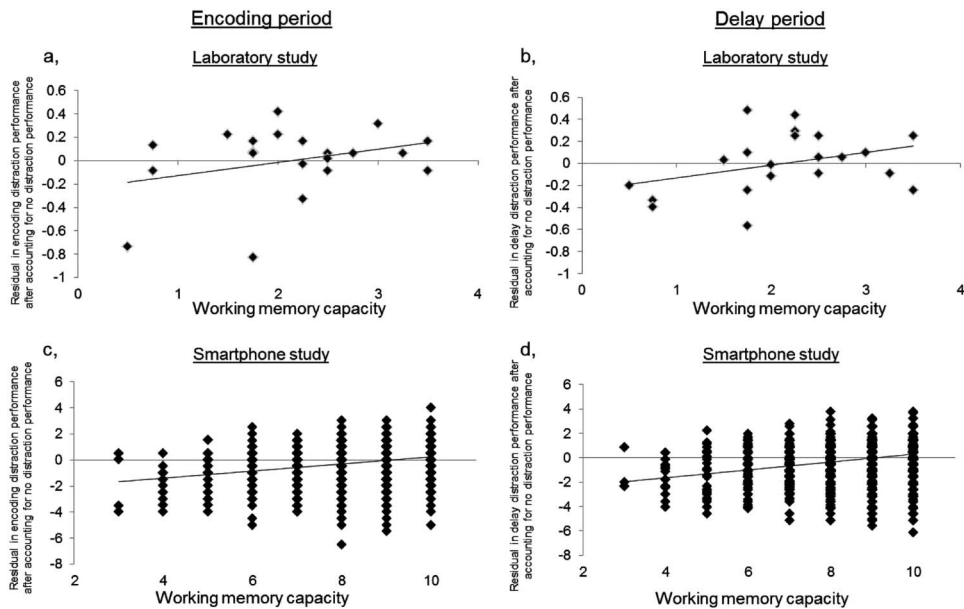 Encoding period
Delay period
a,
Laboratory study
Residual in encoding distraction performance
after accounting for no distraction performance
0.6
0.4
0.2
0
-0.2
-0.4
-0.6
-0.8
-1
0
1
2
3
4
Working memory capacity
b,
Laboratory study
Residual in delay distraction performance after
accounting for no distraction performance
0.6
0.4
0.2
0
-0.2
-0.4
-0.6
-0.8
-1
0
1
2
3
4
Working memory capacity
c,
Smartphone study
Residual in encoding distraction performance
after accounting for no distraction performance
6
4
2
0
-2
-4
-6
-8
2
4
6
8
10
Working memory capacity
d,
Smartphone study
Residual in delay distraction performance after
accounting for no distraction performance
6
4
2
0
-2
-4
-6
-8
2
4
6
8
10
Working memory capacity